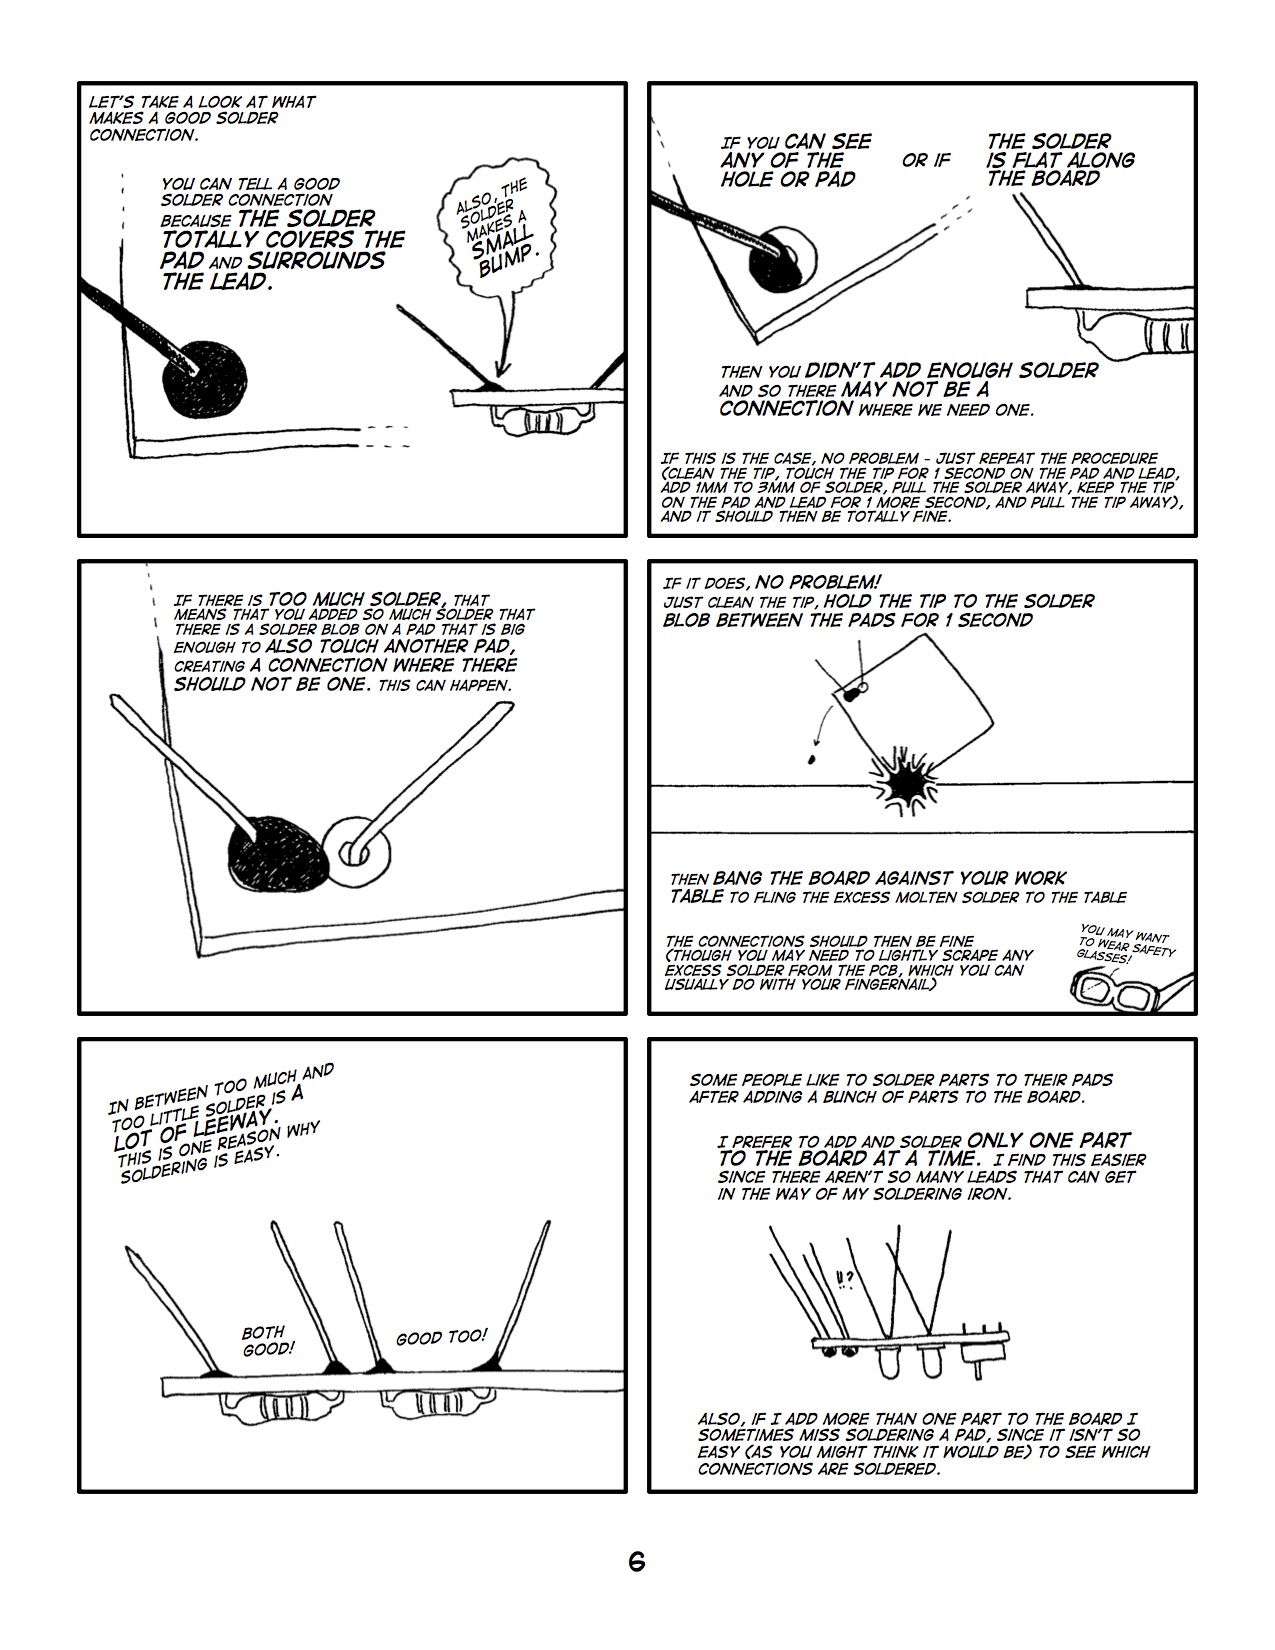 LET'S TAKE A LOOK AT WHAT
MAKES A GOOD SOLDER
CONNECTION.
YOU CAN TELL A GOOD
SOLDER CONNECTION
BECAUSE THE SOLDER
TOTALLY COVERS THE
PAD AND SURROUNDS
THE LEAD.
ALSO, THE
SOLDER
MAKES A
SMALL
BUMP.
IF YOU CAN SEE
ANY OF THE
HOLE OR PAD
OR IF
THE SOLDER
IS FLAT ALONG
THE BOARD
THEN YOU DIDN'T ADD ENOUGH SOLDER
AND SO THERE MAY NOT BE A
CONNECTION WHERE WE NEED ONE.
IF THIS IS THE CASE, NO PROBLEM - JUST REPEAT THE PROCEDURE
(CLEAN THE TIP, TOUCH THE TIP FOR 1 SECOND ON THE PAD AND LEAD,
ADD 1MM TO 3MM OF SOLDER, PULL THE SOLDER AWAY, KEEP THE TIP
ON THE PAD AND LEAD FOR 1 MORE SECOND, AND PULL THE TIP AWAY),
AND IT SHOULD THEN BE TOTALLY FINE.
IF THERE IS TOO MUCH SOLDER, THAT
MEANS THAT YOU ADDED SO MUCH SOLDER THAT
THERE IS A SOLDER BLOB ON A PAD THAT IS BIG
ENOUGH TO ALSO TOUCH ANOTHER PAD,
CREATING A CONNECTION WHERE THERE
SHOULD NOT BE ONE. THIS CAN HAPPEN.
IF IT DOES, NO PROBLEM!
JUST CLEAN THE TIP, HOLD THE TIP TO THE SOLDER
BLOB BETWEEN THE PADS FOR 1 SECOND
THEN BANG THE BOARD AGAINST YOUR WORK
TABLE TO FLING THE EXCESS MOLTEN SOLDER TO THE TABLE
THE CONNECTIONS SHOULD THEN BE FINE
(THOUGH YOU MAY NEED TO LIGHTLY SCRAPE ANY
EXCESS SOLDER FROM THE PCB, WHICH YOU CAN
USUALLY DO WITH YOUR FINGERNAIL)
YOU MAY WANT
TO WEAR SAFETY
GLASSES!
IN BETWEEN TOO MUCH AND
TOO LITTLE SOLDER IS A
LOT OF LEEWAY.
THIS IS ONE REASON WHY
SOLDERING IS EASY.
BOTH
GOOD!
GOOD TOO!
SOME PEOPLE LIKE TO SOLDER PARTS TO THEIR PADS
AFTER ADDING A BUNCH OF PARTS TO THE BOARD.
I PREFER TO ADD AND SOLDER ONLY ONE PART
TO THE BOARD AT A TIME. I FIND THIS EASIER
SINCE THERE AREN'T SO MANY LEADS THAT CAN GET
IN THE WAY OF MY SOLDERING IRON.
!!?
ALSO, IF I ADD MORE THAN ONE PART TO THE BOARD I
SOMETIMES MISS SOLDERING A PAD, SINCE IT ISN'T SO
EASY (AS YOU MIGHT THINK IT WOULD BE) TO SEE WHICH
CONNECTIONS ARE SOLDERED.
6